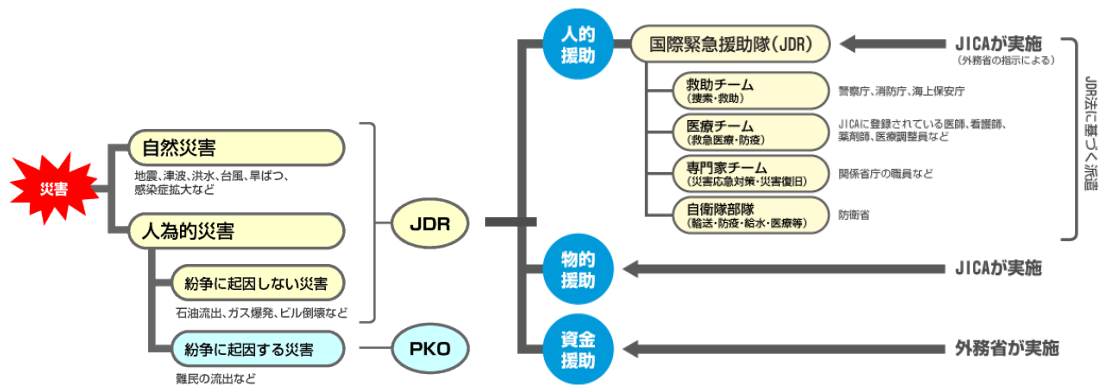 災害
自然災害
地震、津波、洪水、台風、旱ばつ、
感染症拡大など
人為的災害
紛争に起因しない災害
石油流出、ガス爆発、ビル倒壊など
紛争に起因する災害
難民の流出など
JDR
PKO
人的
援助
国際緊急援助隊(JDR)
JICAが実施
(外務省の指示による)
救助チーム
(捜索・救助)
警察庁、消防庁、海上保安庁
医療チーム
(救急医療・防疫)
JICAに登録されている医師、看護師、
薬剤師、医療調整員など
専門家チーム
(災害応急対策・災害復旧)
関係省庁の職員など
自衛隊部隊
(輸送・防疫・給水・医療等)
防衛省
JDR法に基づく派遣
物的
援助
JICAが実施
資金
援助
外務省が実施